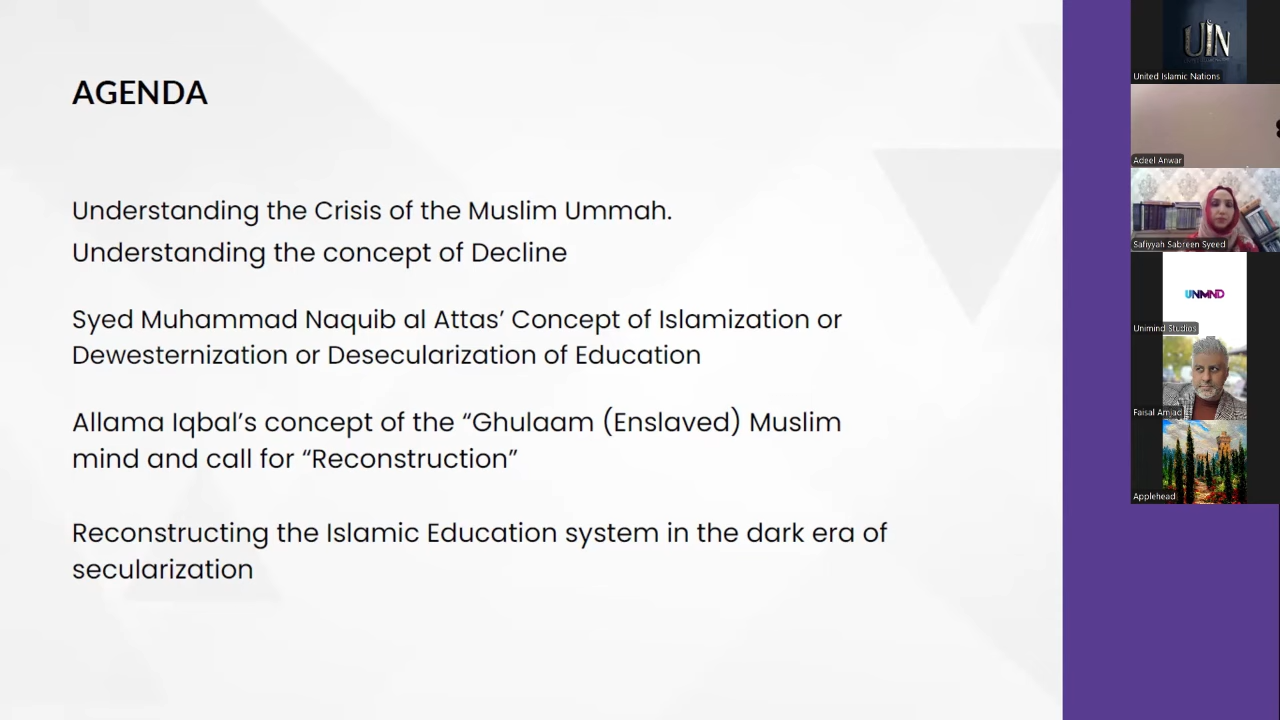 AGENDA
Understanding the Crisis of the Muslim Ummah.
Understanding the concept of Decline
Syed Muhammad Naquib al Attas’ Concept of Islamization or
Dewesternization or Desecularization of Education
Allama Iqbal’s concept of the “Ghulaam (Enslaved) Muslim
mind and call for “Reconstruction”
Reconstructing the Islamic Education system in the dark era of
secularization
UIN
United Islamic Nations
Adeel Anwar
Safiyyah Sabreen Syeed
UNMND
Unimind Studios
Faisal Amjad
Applehead